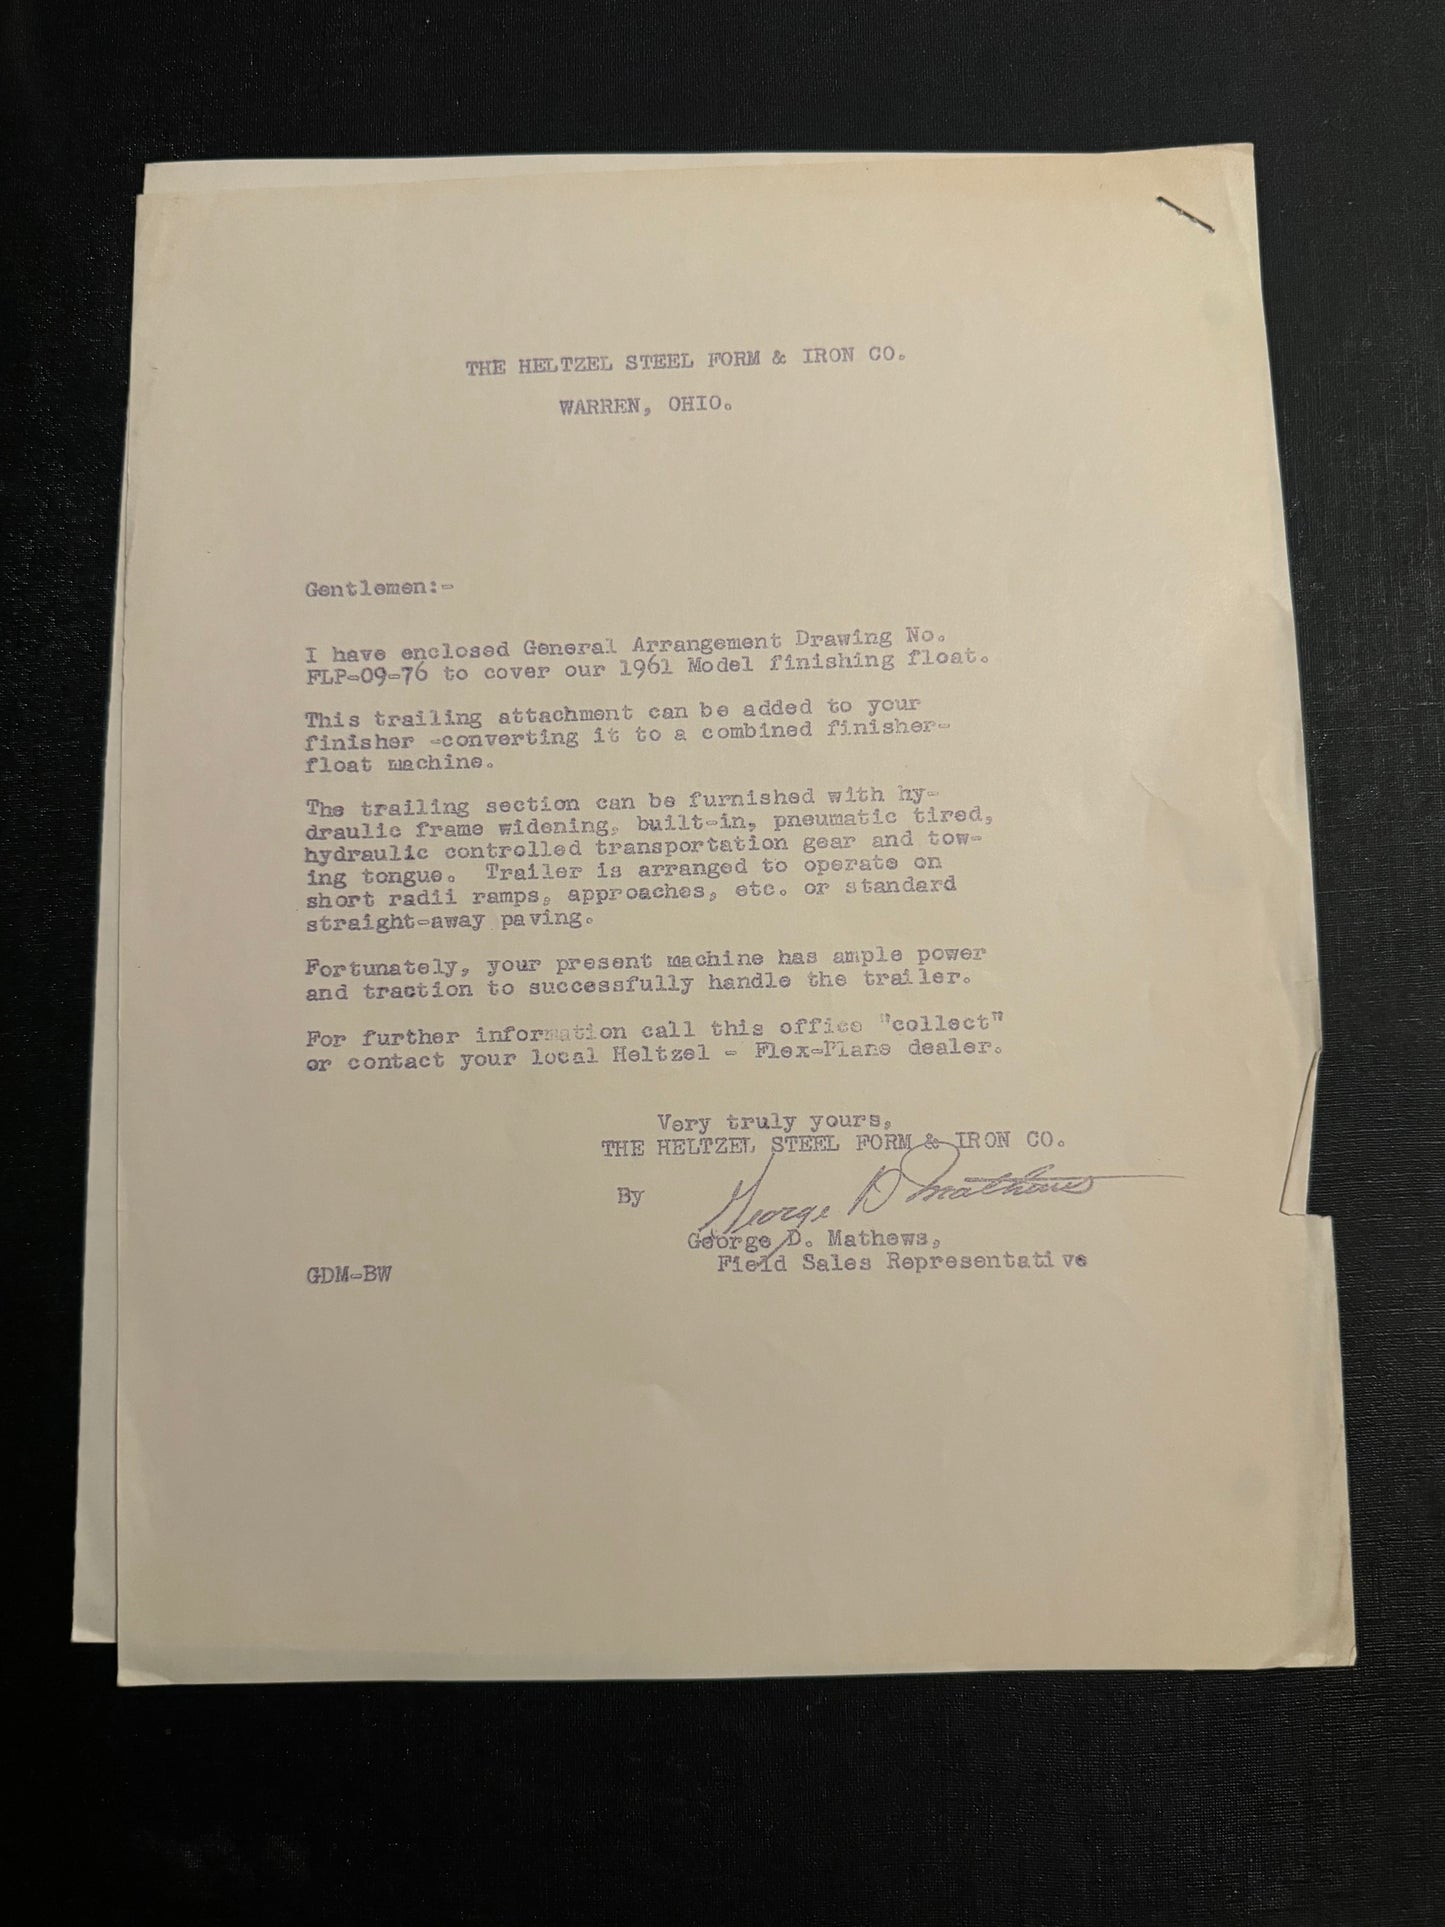 THE HELTZEL STEEL FORM & IRON CO.
WARREN, OHIO.
Gentlemen:-
I have enclosed General Arrangement Drawing No.
FLP-09-76 to cover our 1961 Model finishing float.
This trailing attachment can be added to your
finisher -converting it to a combined finisher-
float machine.
The trailing section can be furnished with hy-
draulic frame widening, built-in, pneumatic tired,
hydraulic controlled transportation gear and tow-
ing tongue. Trailer is arranged to operate on
short radii ramps, approaches, etc. or standard
straight-away paving.
Fortunately, your present machine has ample power
and traction to successfully handle the trailer.
For further information call this office "collect"
or contact your local Heltzel - Flex-Plane dealer.
Very truly yours,
THE HELTZEL STEEL FORM & IRON CO.
By George D Mathews
George D. Mathews,
Field Sales Representative
GDM-BW